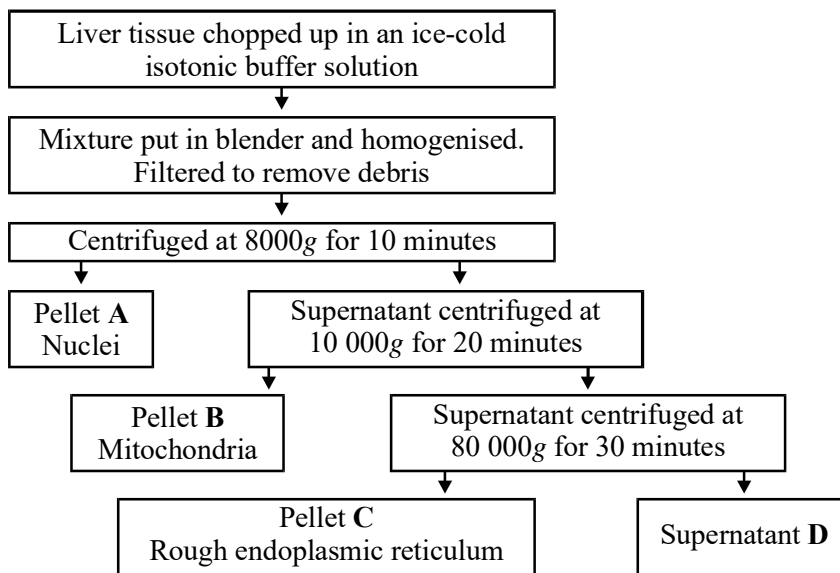 Liver tissue chopped up in an ice-cold
isotonic buffer solution
Mixture put in blender and homogenised.
Filtered to remove debris
Centrifuged at 8000g for 10 minutes
Pellet A
Nuclei
Supernatant centrifuged at
10 000g for 20 minutes
Pellet B
Mitochondria
Supernatant centrifuged at
80 000g for 30 minutes
Pellet C
Rough endoplasmic reticulum
Supernatant D